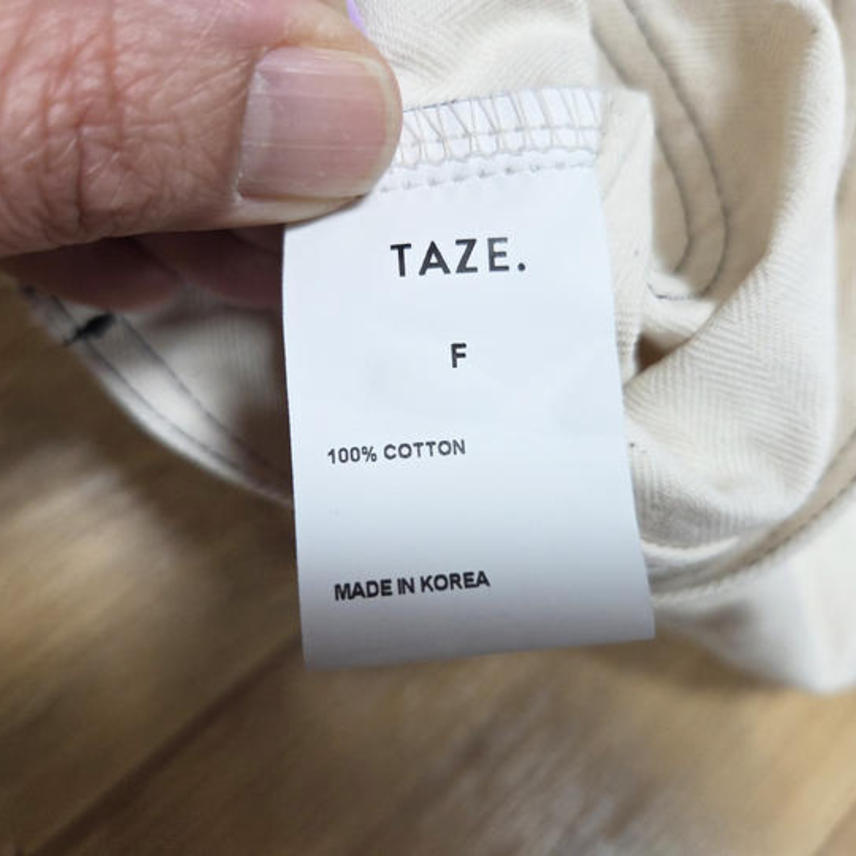 TAZE.
F
100% COTTON
MADE IN KOREA